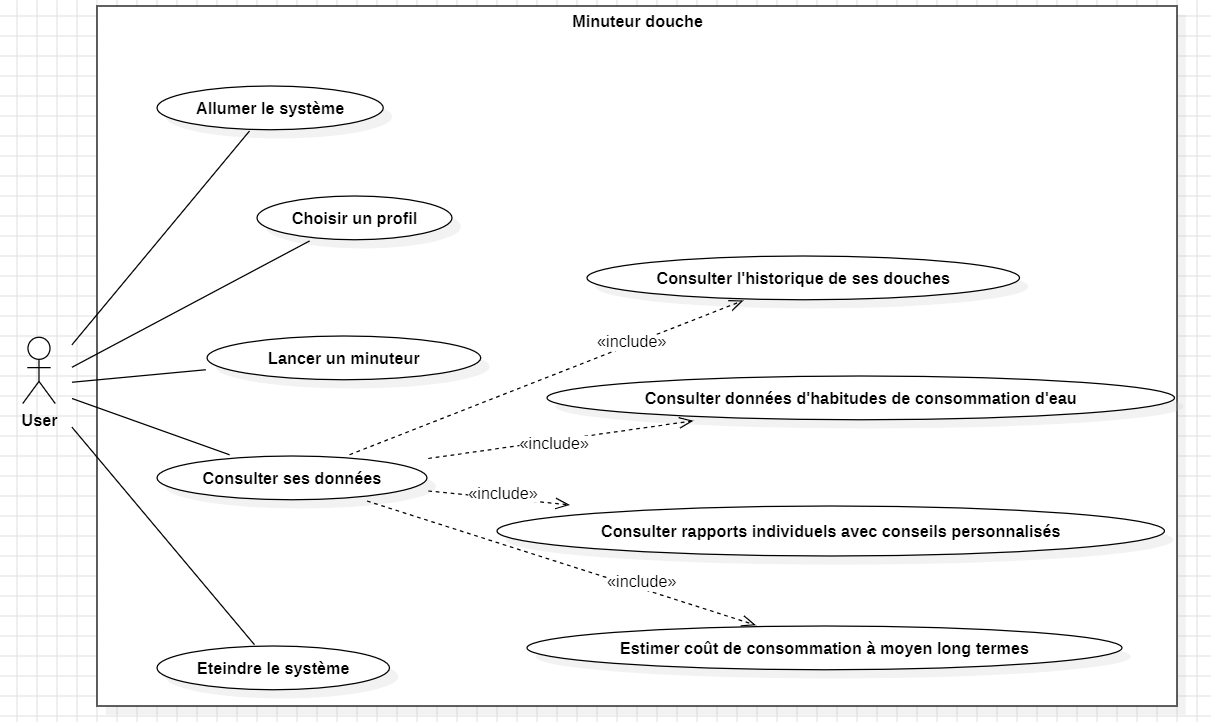 Minuteur douche
Allumer le système
Choisir un profil
Consulter l'historique de ses douches
«include»
Lancer un minuteur
Consulter données d'habitudes de consommation d'eau
User
«include»
Consulter ses données
«include»
Consulter rapports individuels avec conseils personnalisés
«include»
Estimer coût de consommation à moyen long termes
Eteindre le système